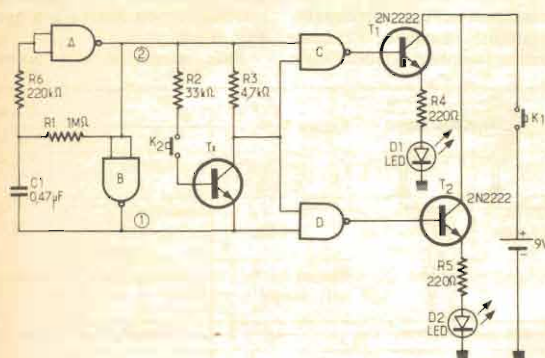 A
2N2222
T1
②
C
R6
220kΩ
R2
33kΩ
R3
4,7kΩ
R4
220Ω
K1
R1 1MΩ
K2
D1
LED
B
Tx
T2
2N2222
C1
0,47µF
①
D
9V
R5
220Ω
D2
LED